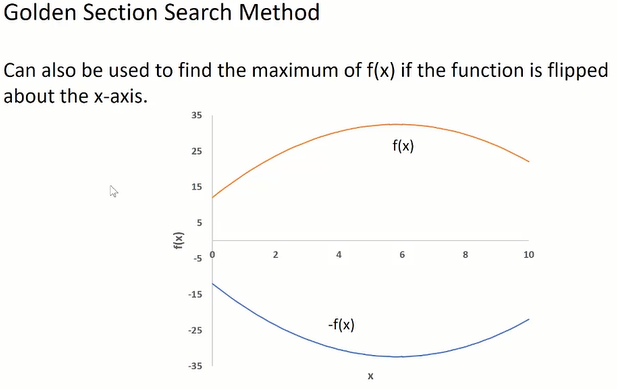 Golden Section Search Method
Can also be used to find the maximum of f(x) if the function is flipped
about the x-axis.
35
25
f(x)
15
5
f(x)
-5
0 2 4 6 8 10
-15
-25
-f(x)
-35
x